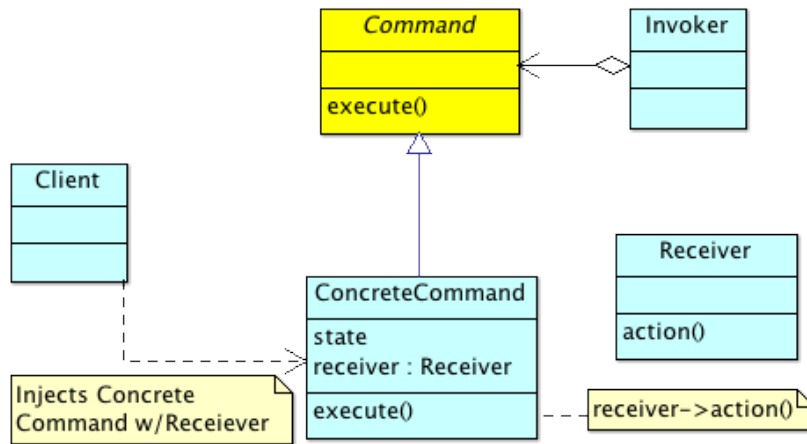 Command
execute()
Invoker
Client
ConcreteCommand
state
receiver : Receiver
execute()
Receiver
action()
Injects Concrete
Command w/Receiever
receiver->action()